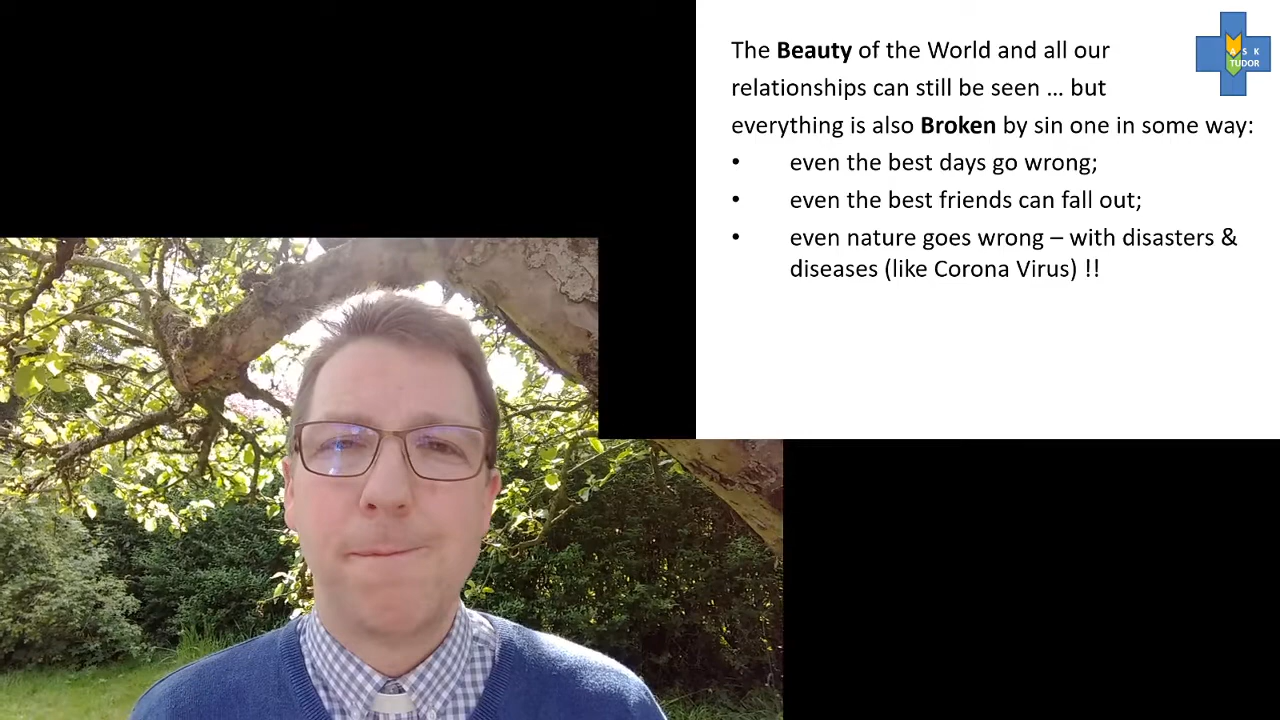 The Beauty of the World and all our
relationships can still be seen … but
everything is also Broken by sin one in some way:
• even the best days go wrong;
• even the best friends can fall out;
• even nature goes wrong – with disasters &
diseases (like Corona Virus) !!
A S K
TUDOR